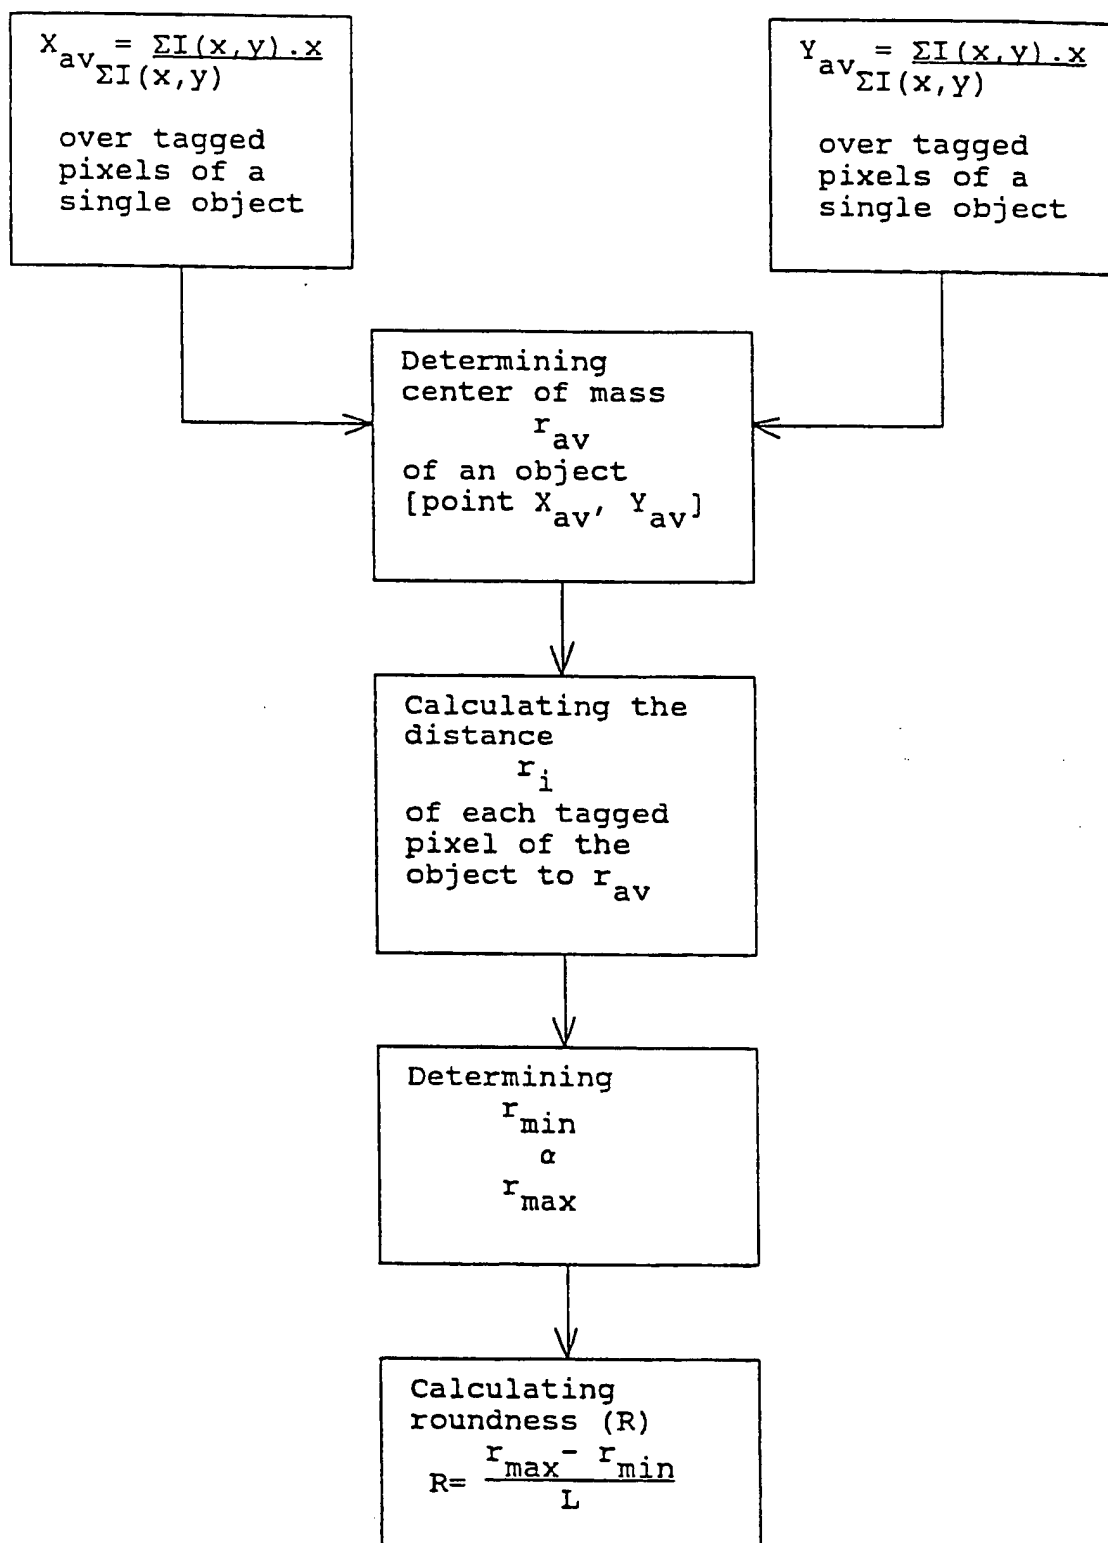 X_av = ΣI(x,y).x
ΣI(x,y)
over tagged
pixels of a
single object
Y_av = ΣI(x,y).x
ΣI(x,y)
over tagged
pixels of a
single object
Determining
center of mass
r_av
of an object
[point X_av, Y_av]
Calculating the
distance
r_i
of each tagged
pixel of the
object to r_av
Determining
r_min
α
r_max
Calculating
roundness (R)
R= r_max- r_min
L